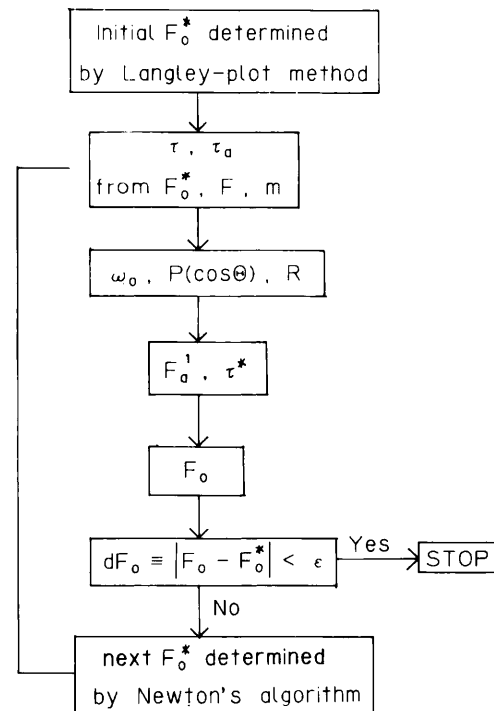 Initial F₀* determined
by Langley-plot method
τ, τₐ
from F₀*, F, m
ω₀, P(cosΘ), R
Fₐ¹, τ*
F₀
dF₀ ≡ |F₀ - F₀*| < ε
Yes
STOP
No
next F₀* determined
by Newton's algorithm